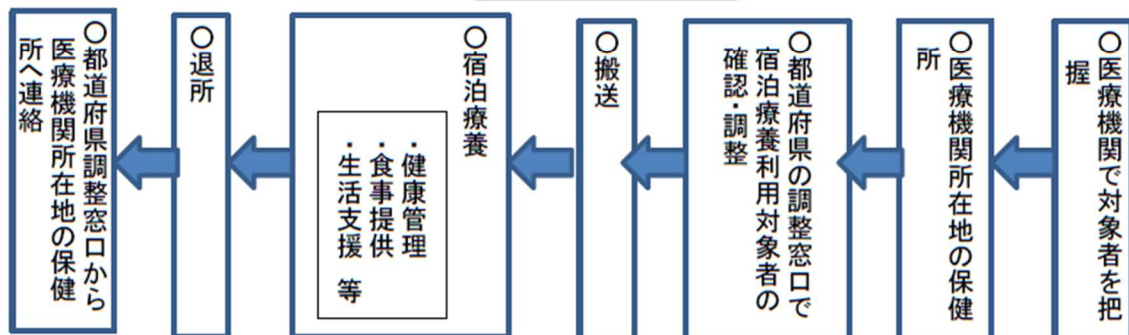 ○医療機関で対象者を把
握
○医療機関所在地の保健
所
○都道府県の調整窓口で
宿泊療養利用対象者の
確認・調整
○搬送
○宿泊療養
・健康管理
・食事提供
・生活支援 等
○退所
○都道府県調整窓口から
医療機関所在地の保健
所へ連絡